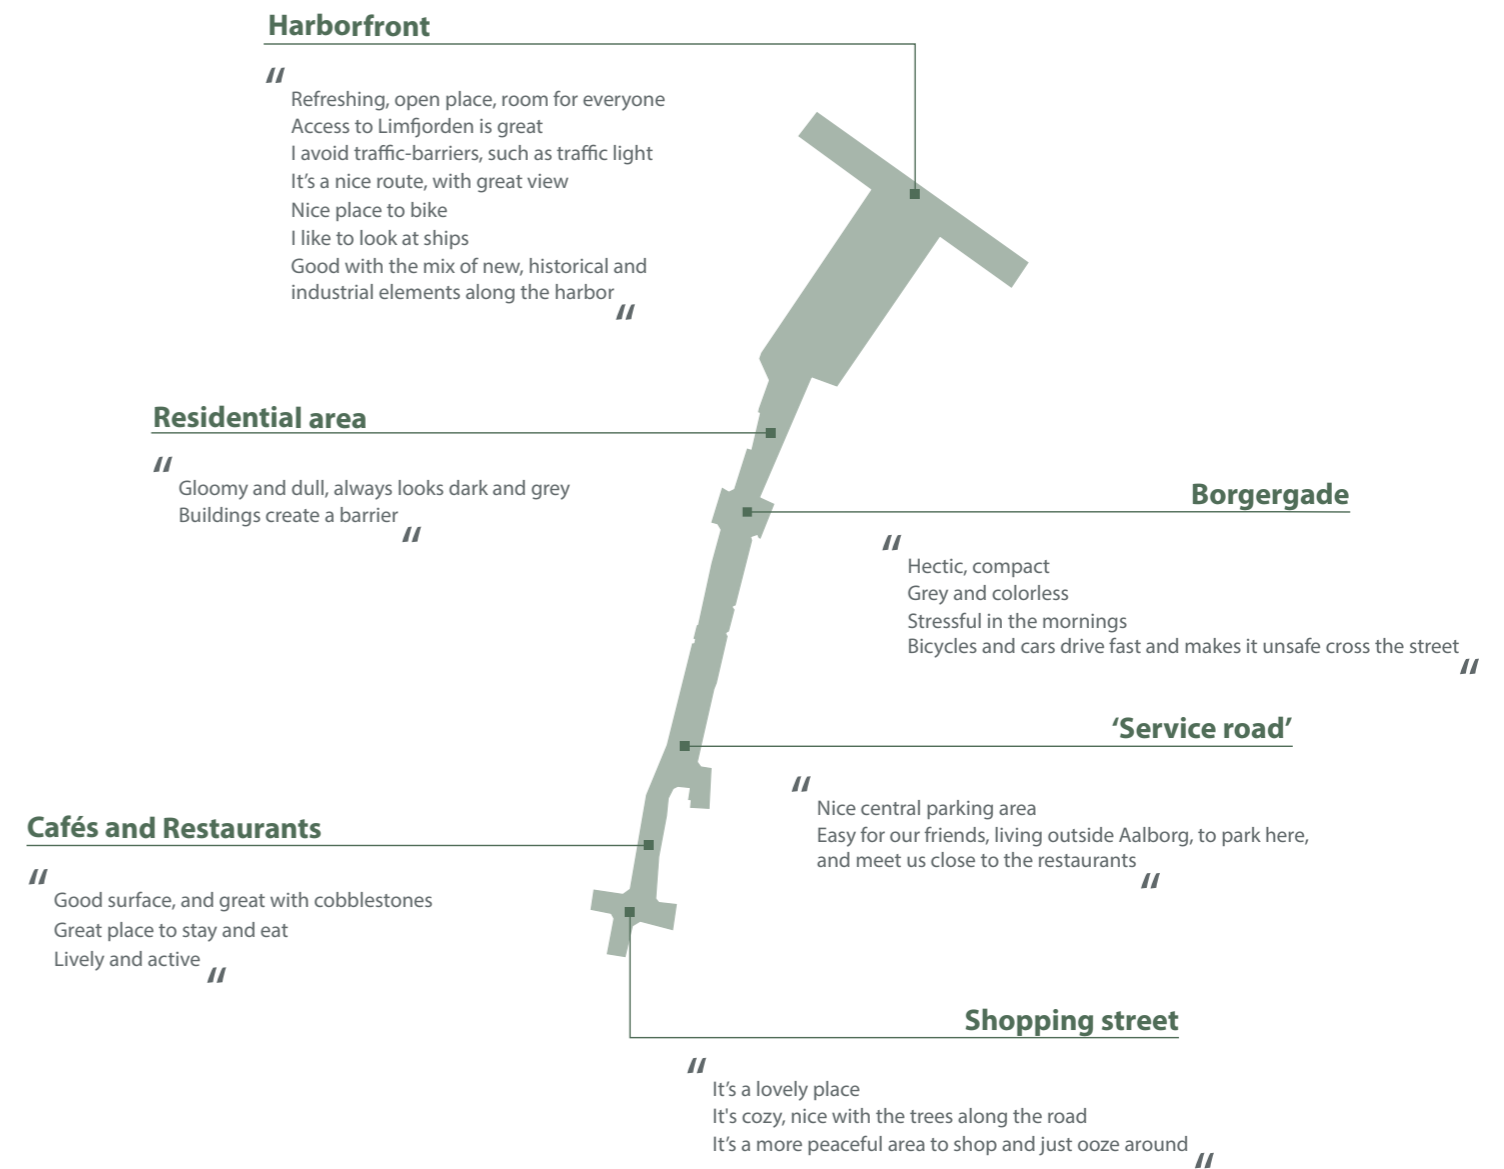 Harborfront
“
Refreshing, open place, room for everyone
Access to Limfjorden is great
I avoid traffic-barriers, such as traffic light
It’s a nice route, with great view
Nice place to bike
I like to look at ships
Good with the mix of new, historical and
industrial elements along the harbor
“
Residential area
“
Gloomy and dull, always looks dark and grey
Buildings create a barrier
“
Borgergade
“
Hectic, compact
Grey and colorless
Stressful in the mornings
Bicycles and cars drive fast and makes it unsafe cross the street
“
‘Service road’
“
Nice central parking area
Easy for our friends, living outside Aalborg, to park here,
and meet us close to the restaurants
“
Cafés and Restaurants
“
Good surface, and great with cobblestones
Great place to stay and eat
Lively and active
“
Shopping street
“
It’s a lovely place
It's cozy, nice with the trees along the road
It’s a more peaceful area to shop and just ooze around
“